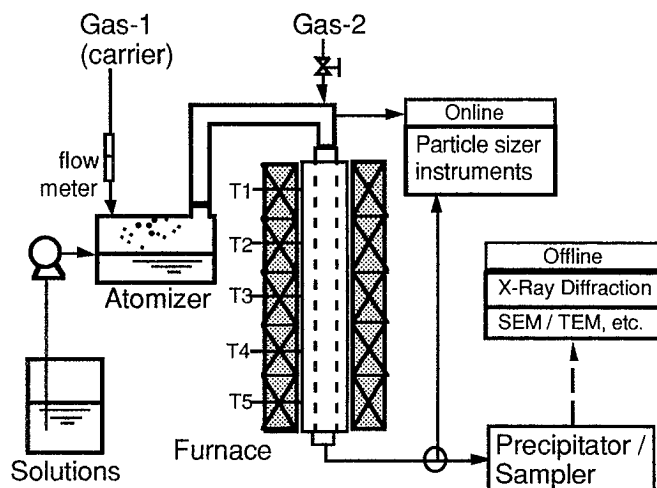 Gas-1
(carrier)
Gas-2
flow
meter
Online
Particle sizer
instruments
T1
T2
T3
T4
T5
Atomizer
Offline
X-Ray Diffraction
SEM / TEM, etc.
Furnace
Solutions
Precipitator /
Sampler